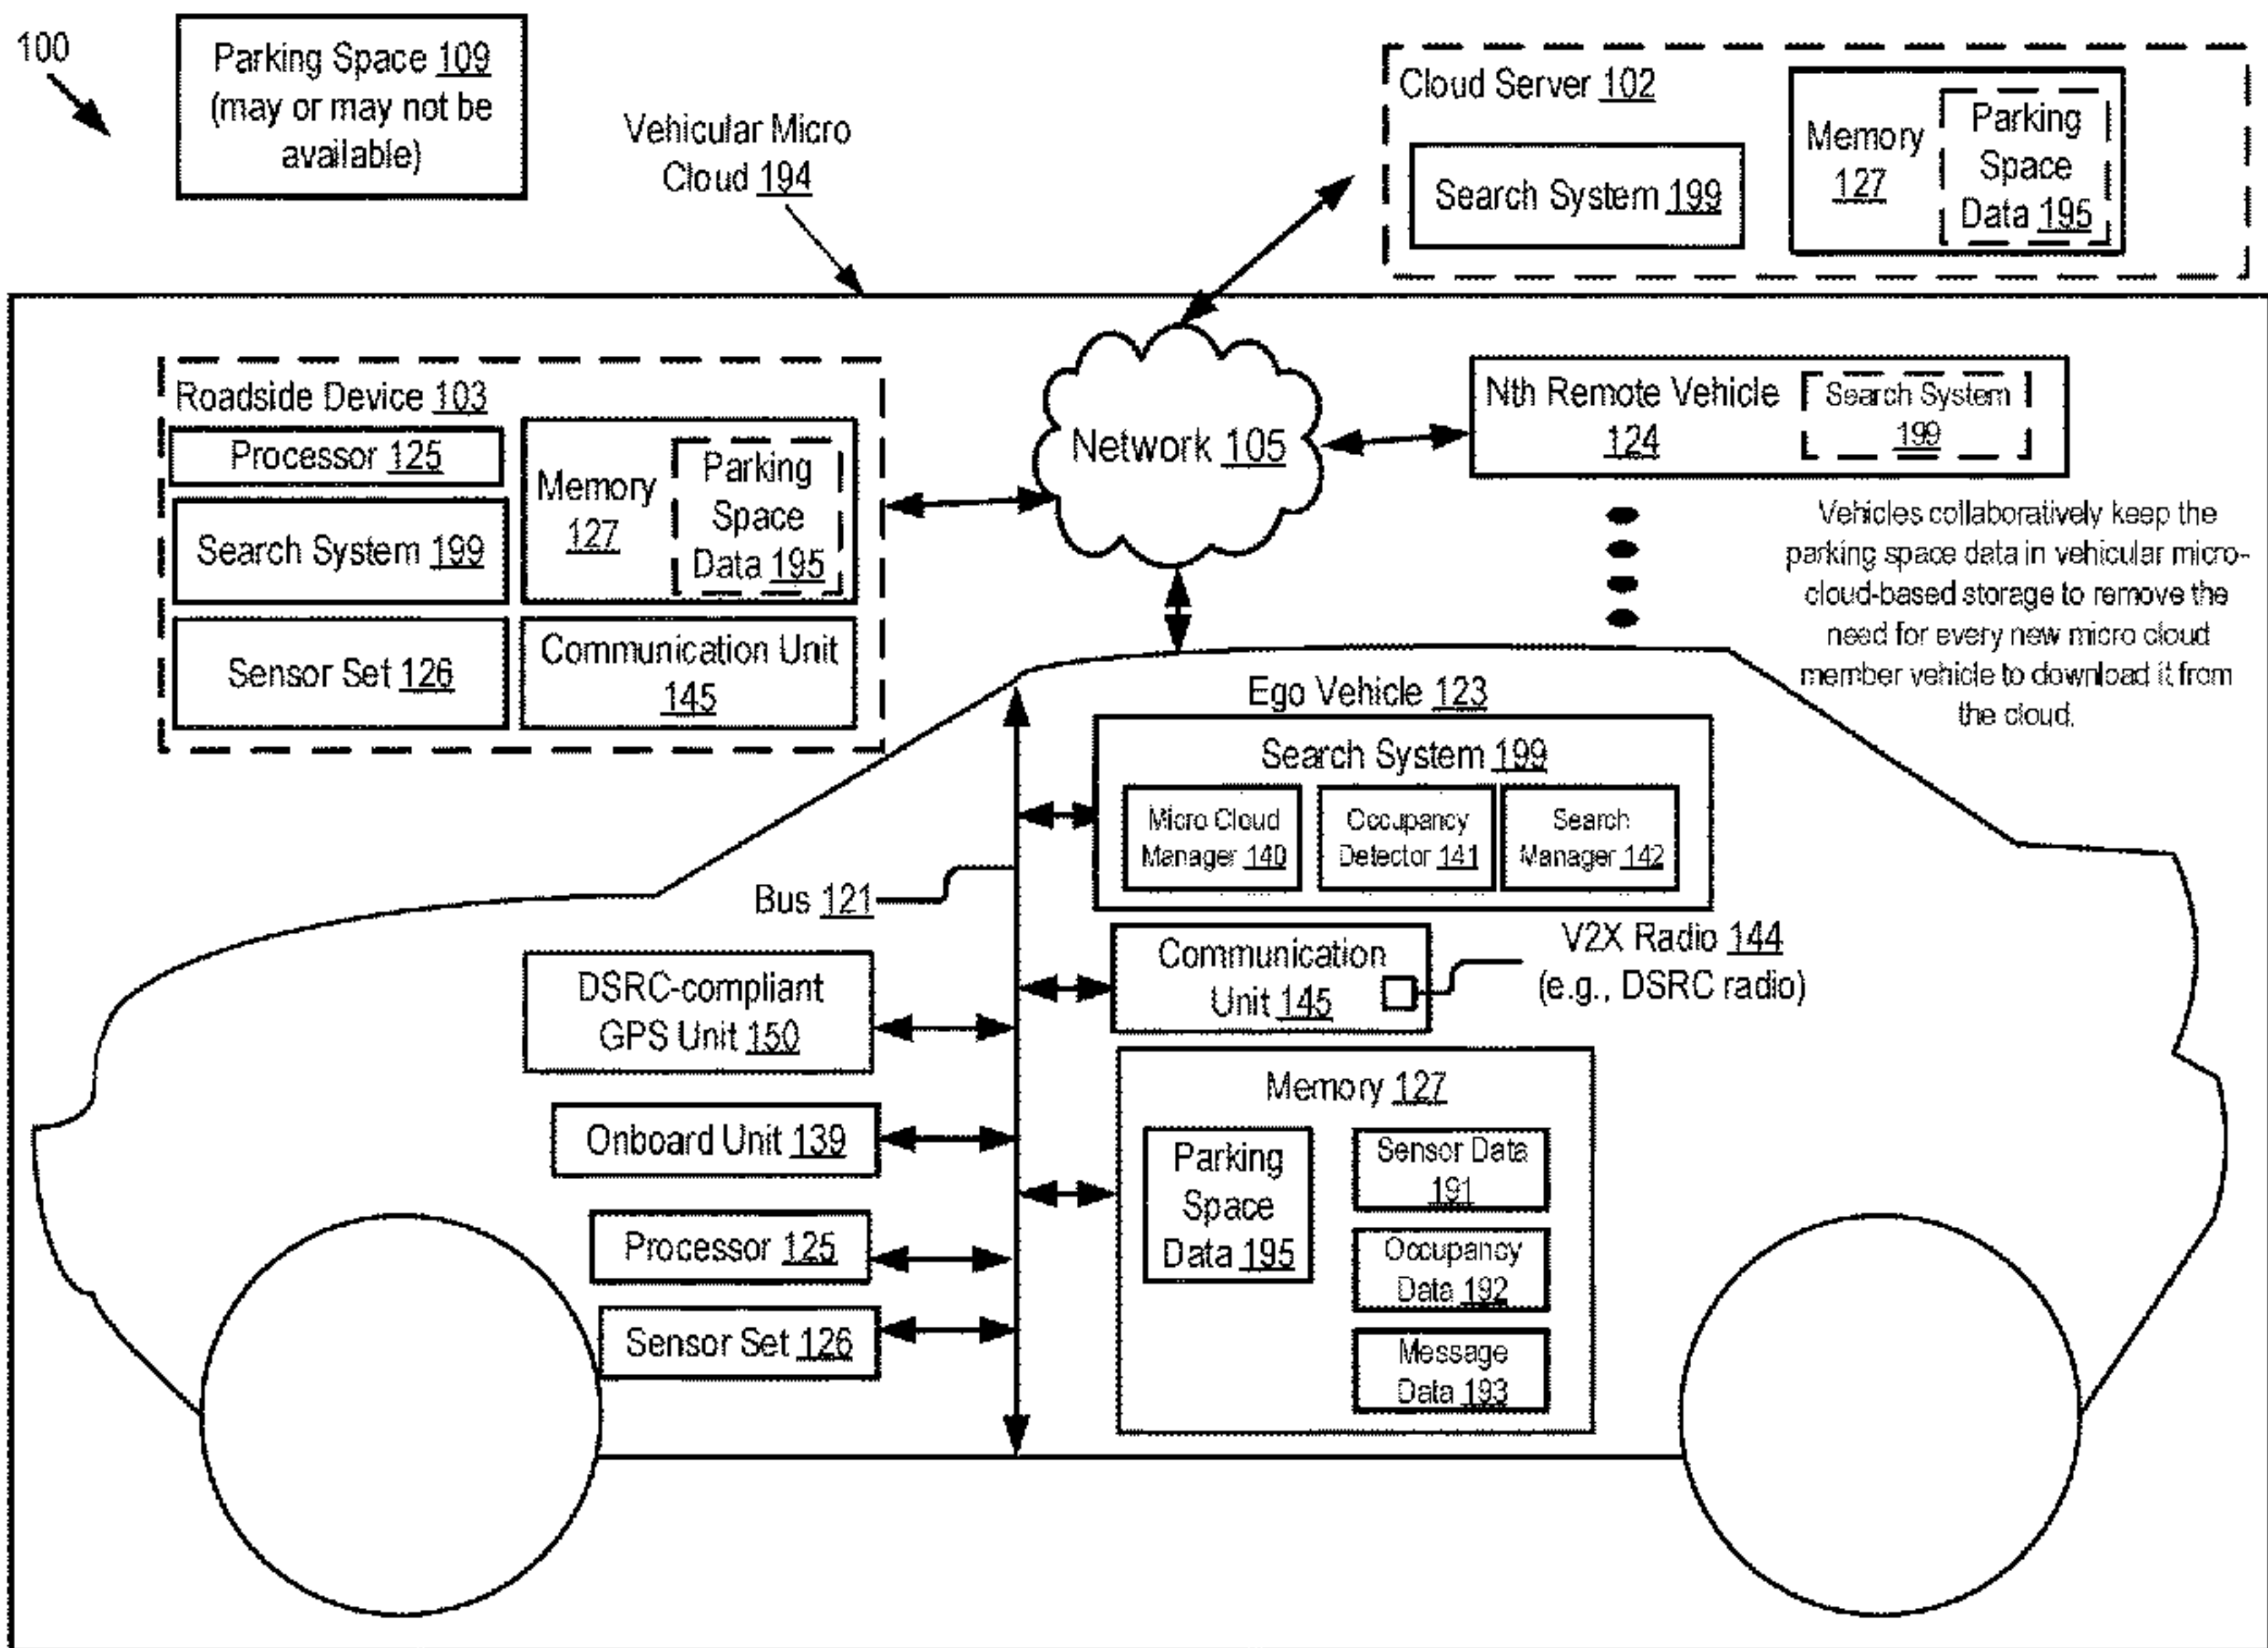 100
Parking Space 109
(may or may not be
available)
Vehicular Micro
Cloud 194
Cloud Server 102
Search System 199
Memory
127
Parking
Space
Data 195
Roadside Device 103
Processor 125
Search System 199
Sensor Set 126
Memory
127
Parking
Space
Data 195
Communication Unit
145
Network 105
Nth Remote Vehicle
124
Search System
199
Vehicles collaboratively keep the
parking space data in vehicular micro-
cloud-based storage to remove the
need for every new micro cloud
member vehicle to download it from
the cloud.
Ego Vehicle 123
Search System 199
Micro Cloud
Manager 140
Occupancy
Detector 141
Search
Manager 142
Bus 121
Communication
Unit 145
V2X Radio 144
(e.g., DSRC radio)
DSRC-compliant
GPS Unit 150
Onboard Unit 139
Processor 125
Sensor Set 126
Memory 127
Parking
Space
Data 195
Sensor Data
191
Occupancy
Data 192
Message
Data 193